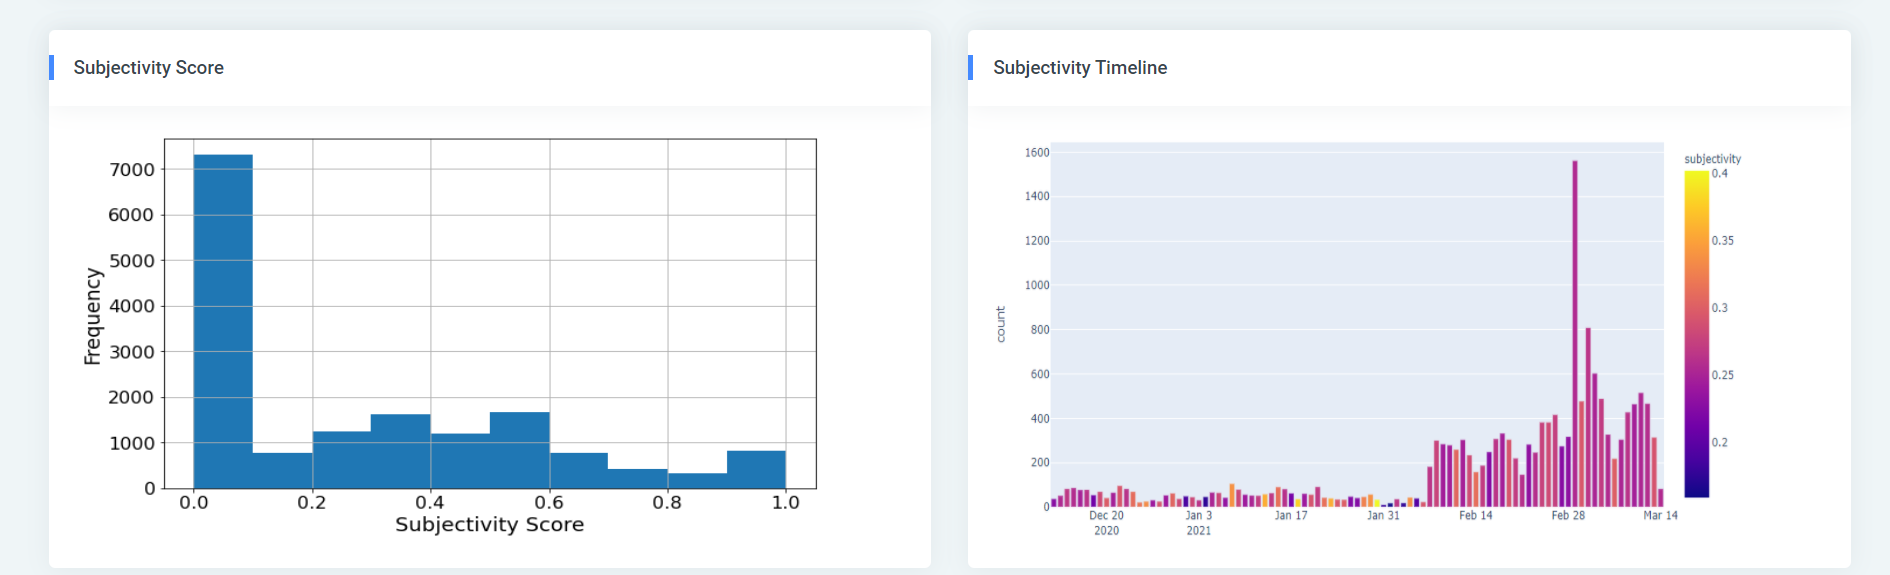 Subjectivity Score
7000
6000
5000
4000
3000
2000
1000
0
Frequency
0.0 0.2 0.4 0.6 0.8 1.0
Subjectivity Score
Subjectivity Timeline
1600
1400
1200
1000
800
600
400
200
0
count
Dec 20 Jan 3 Jan 17 Jan 31 Feb 14 Feb 28 Mar 14
2020 2021
subjectivity
0.4
0.35
0.3
0.25
0.2